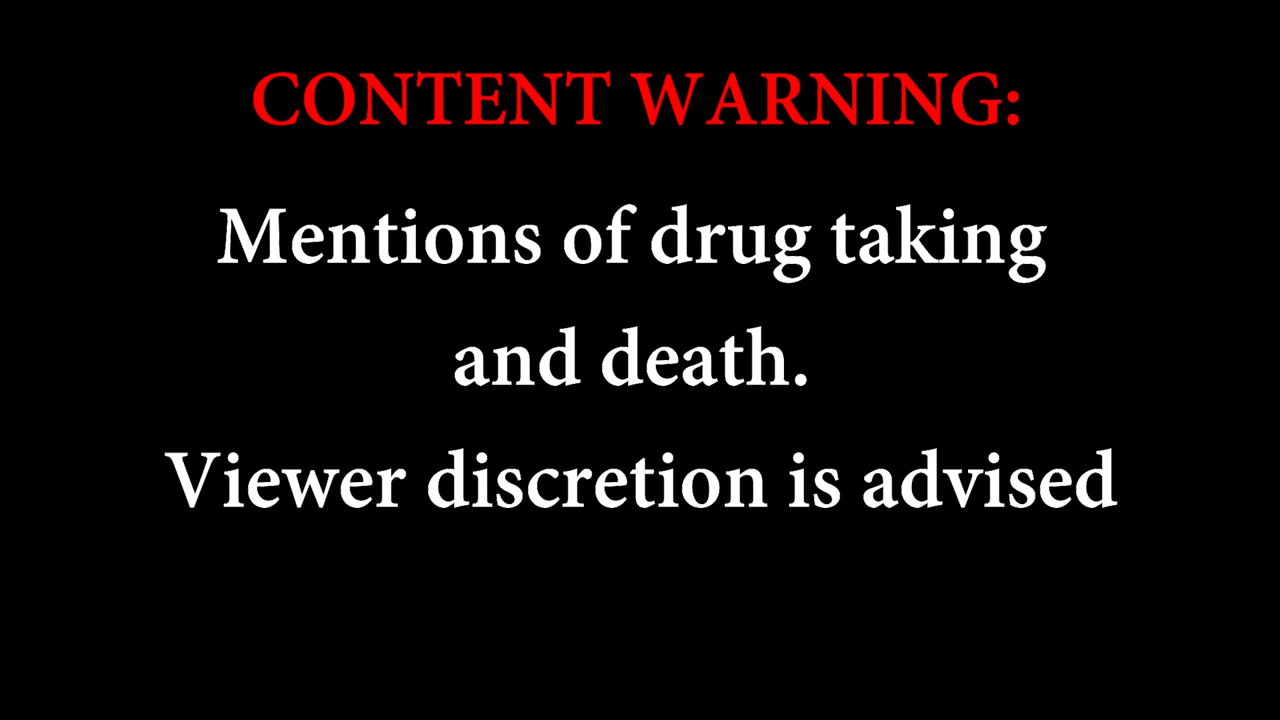 CONTENT WARNING:
Mentions of drug taking
and death.
Viewer discretion is advised